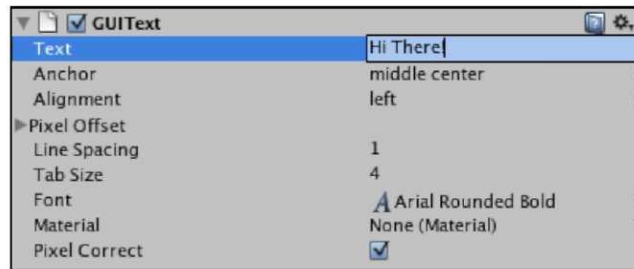 GUIText
Text Hi There!
Anchor middle center
Alignment left
Pixel Offset
Line Spacing 1
Tab Size 4
Font Arial Rounded Bold
Material None (Material)
Pixel Correct